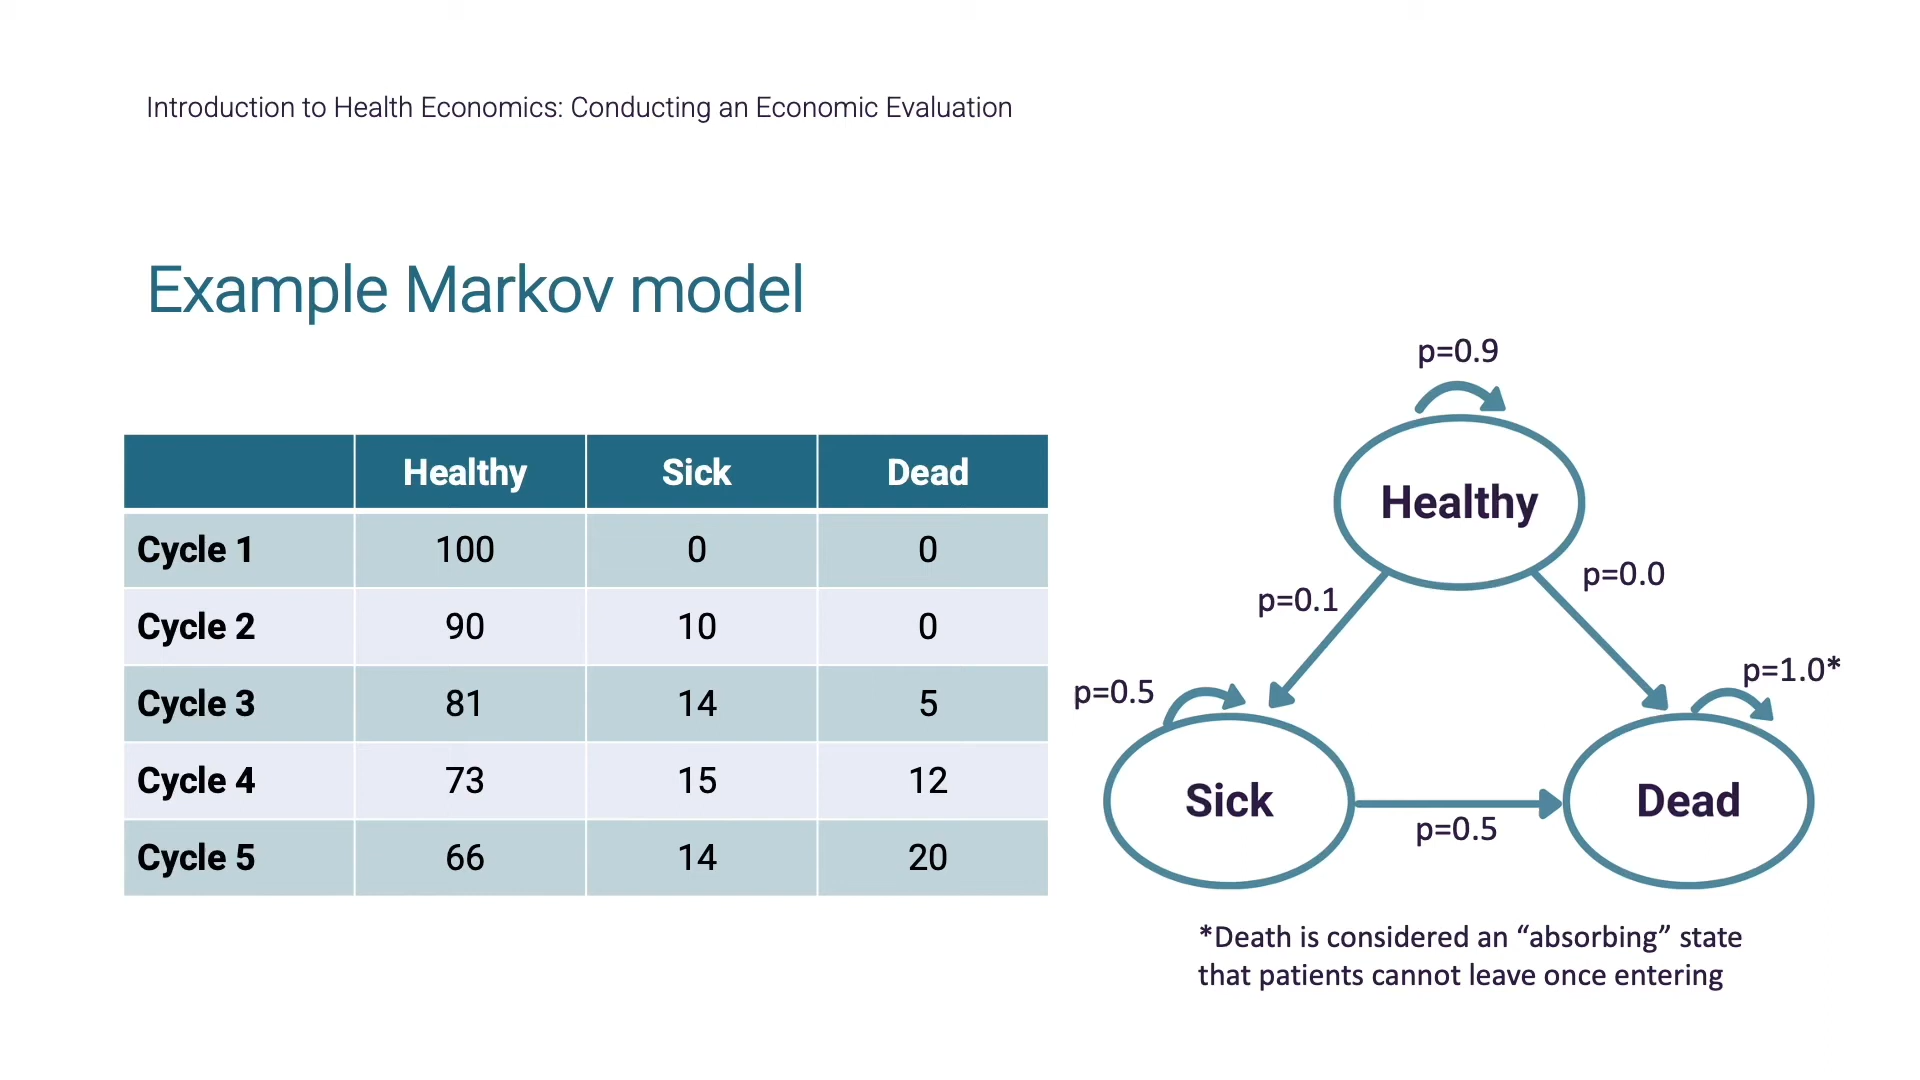 Introduction to Health Economics: Conducting an Economic Evaluation
Example Markov model
Healthy Sick Dead
Cycle 1 100 0 0
Cycle 2 90 10 0
Cycle 3 81 14 5
Cycle 4 73 15 12
Cycle 5 66 14 20
p=0.9
Healthy
p=0.1
p=0.0
p=0.5
p=1.0*
Sick
Dead
p=0.5
*Death is considered an “absorbing” state
that patients cannot leave once entering